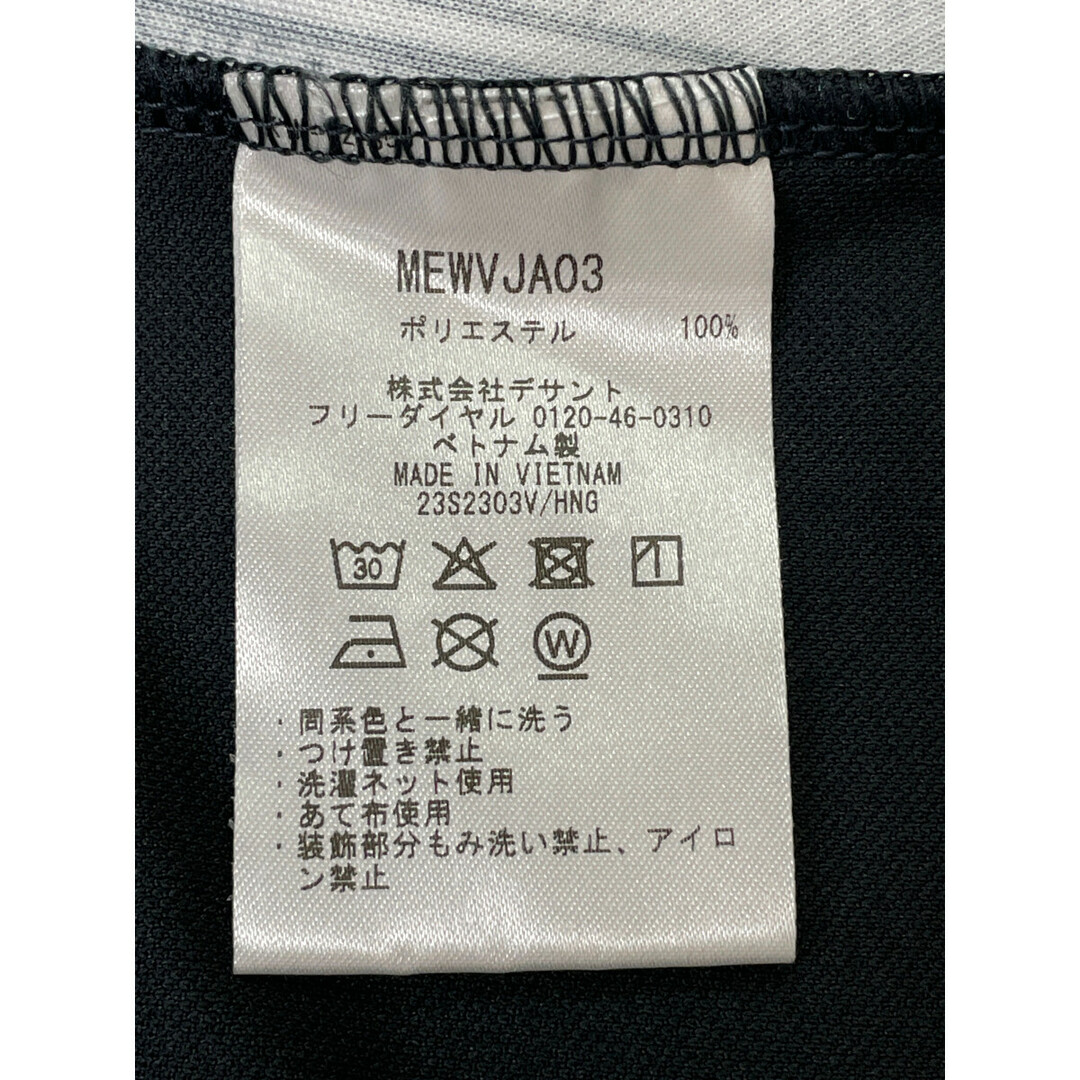 MEWVJA03
ポリエステル 100%
株式会社デサント
フリーダイヤル 0120-46-0310
ベトナム製
MADE IN VIETNAM
23S2303V/HNG
30
W
・同系色と一緒に洗う
・つけ置き禁止
・洗濯ネット使用
・あて布使用
・装飾部分もみ洗い禁止、アイロ
ン禁止